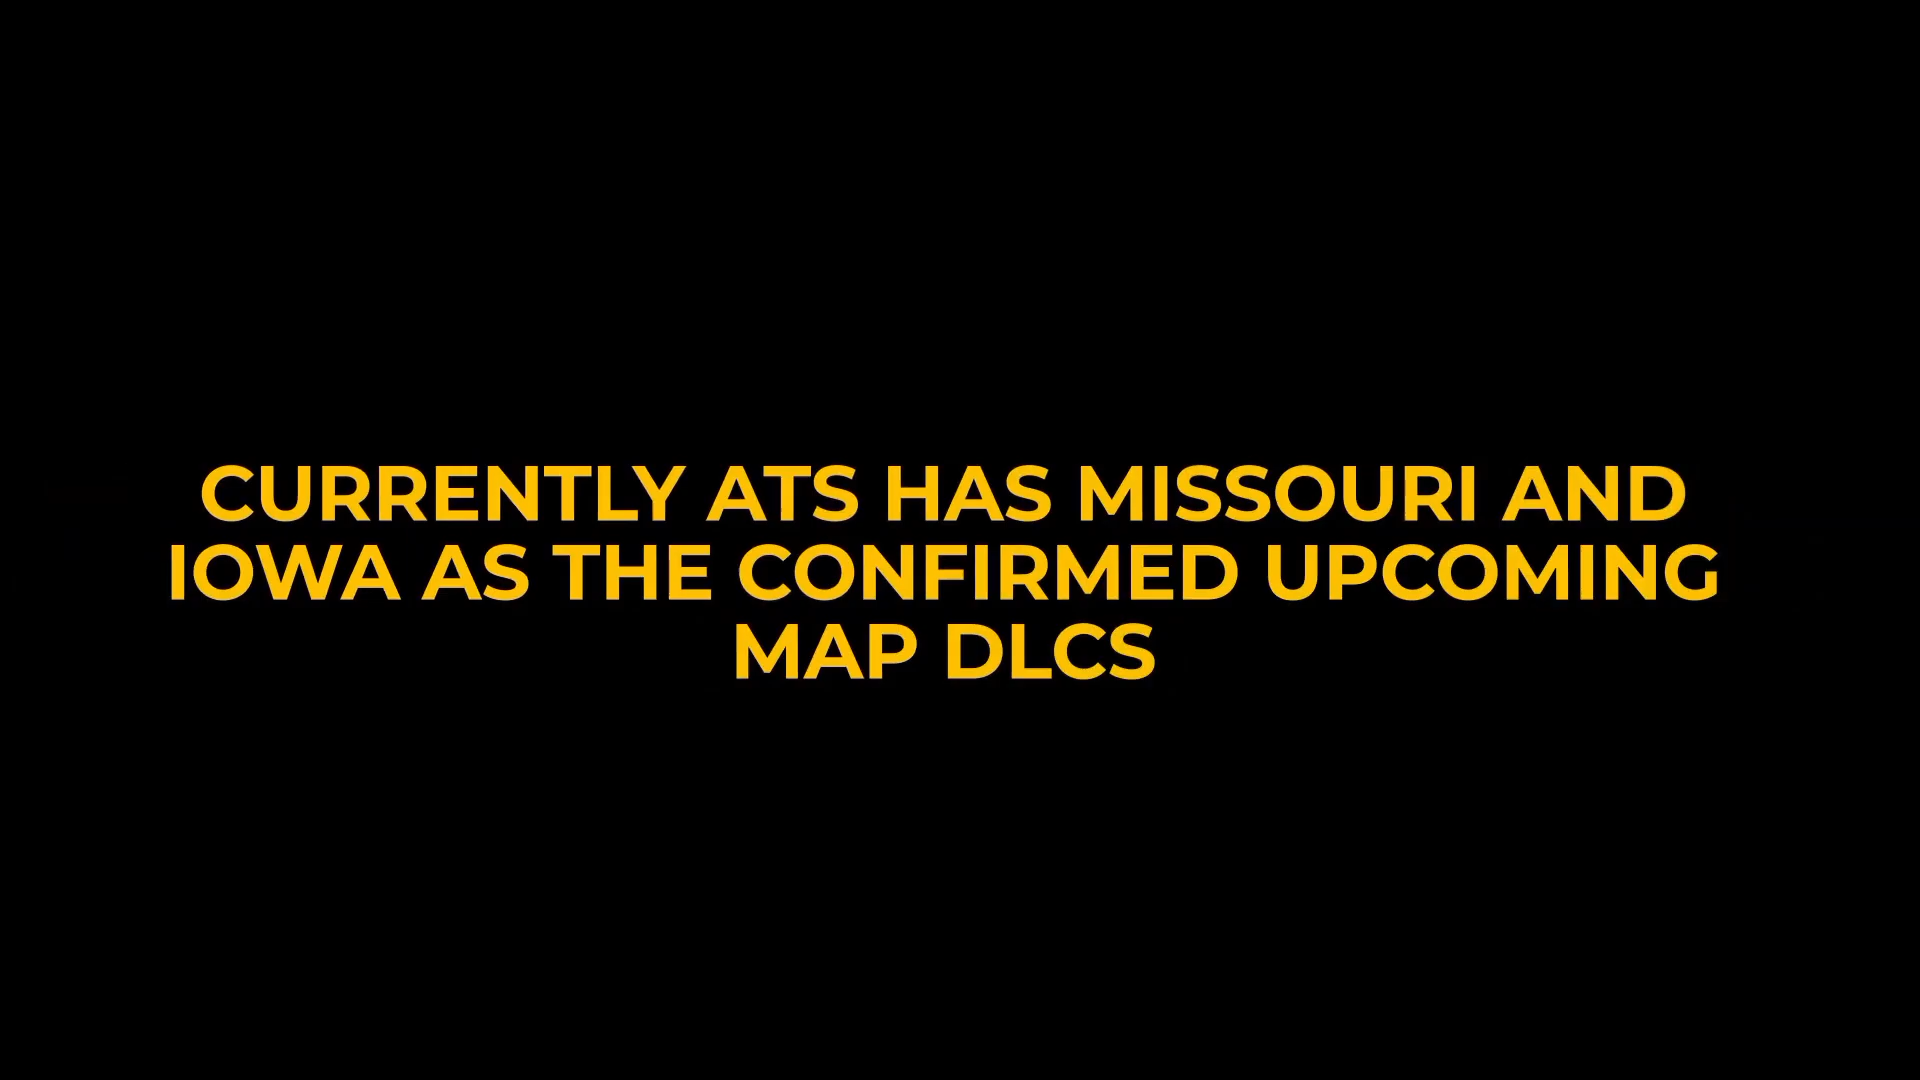 CURRENTLY ATS HAS MISSOURI AND
IOWA AS THE CONFIRMED UPCOMING
MAP DLCS